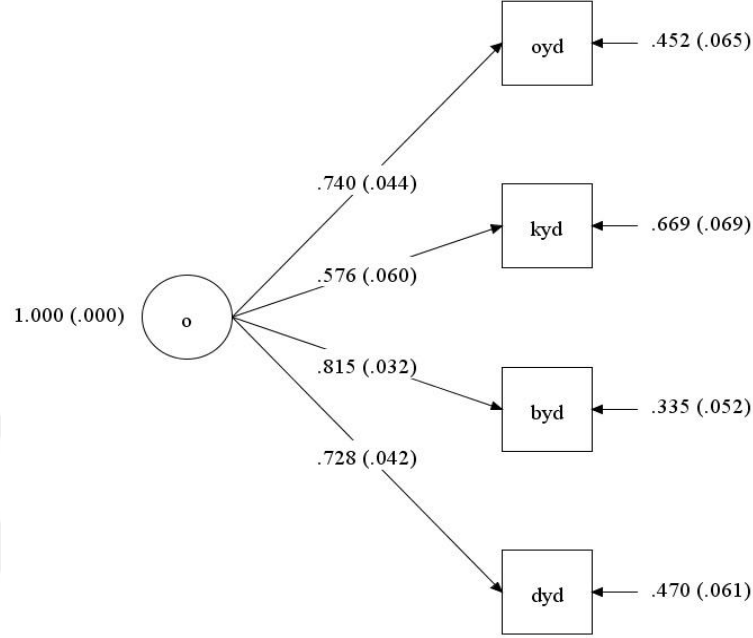 oyd
.452 (.065)
.740 (.044)
kyd
.669 (.069)
.576 (.060)
1.000 (.000)
o
.815 (.032)
byd
.335 (.052)
.728 (.042)
dyd
.470 (.061)